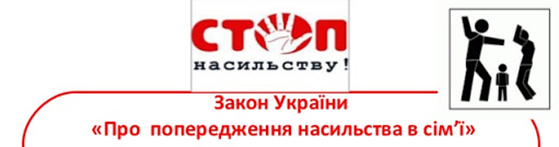 СТОП
насильству!
Закон України
«Про попередження насильства в сім’ї»